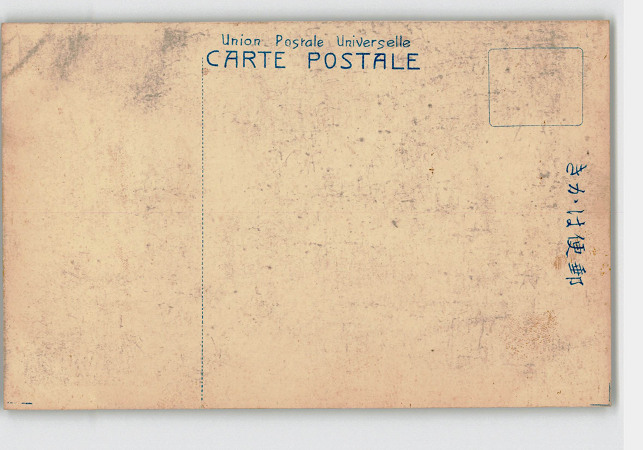 Union Postale Universelle
CARTE POSTALE
きかは便郵